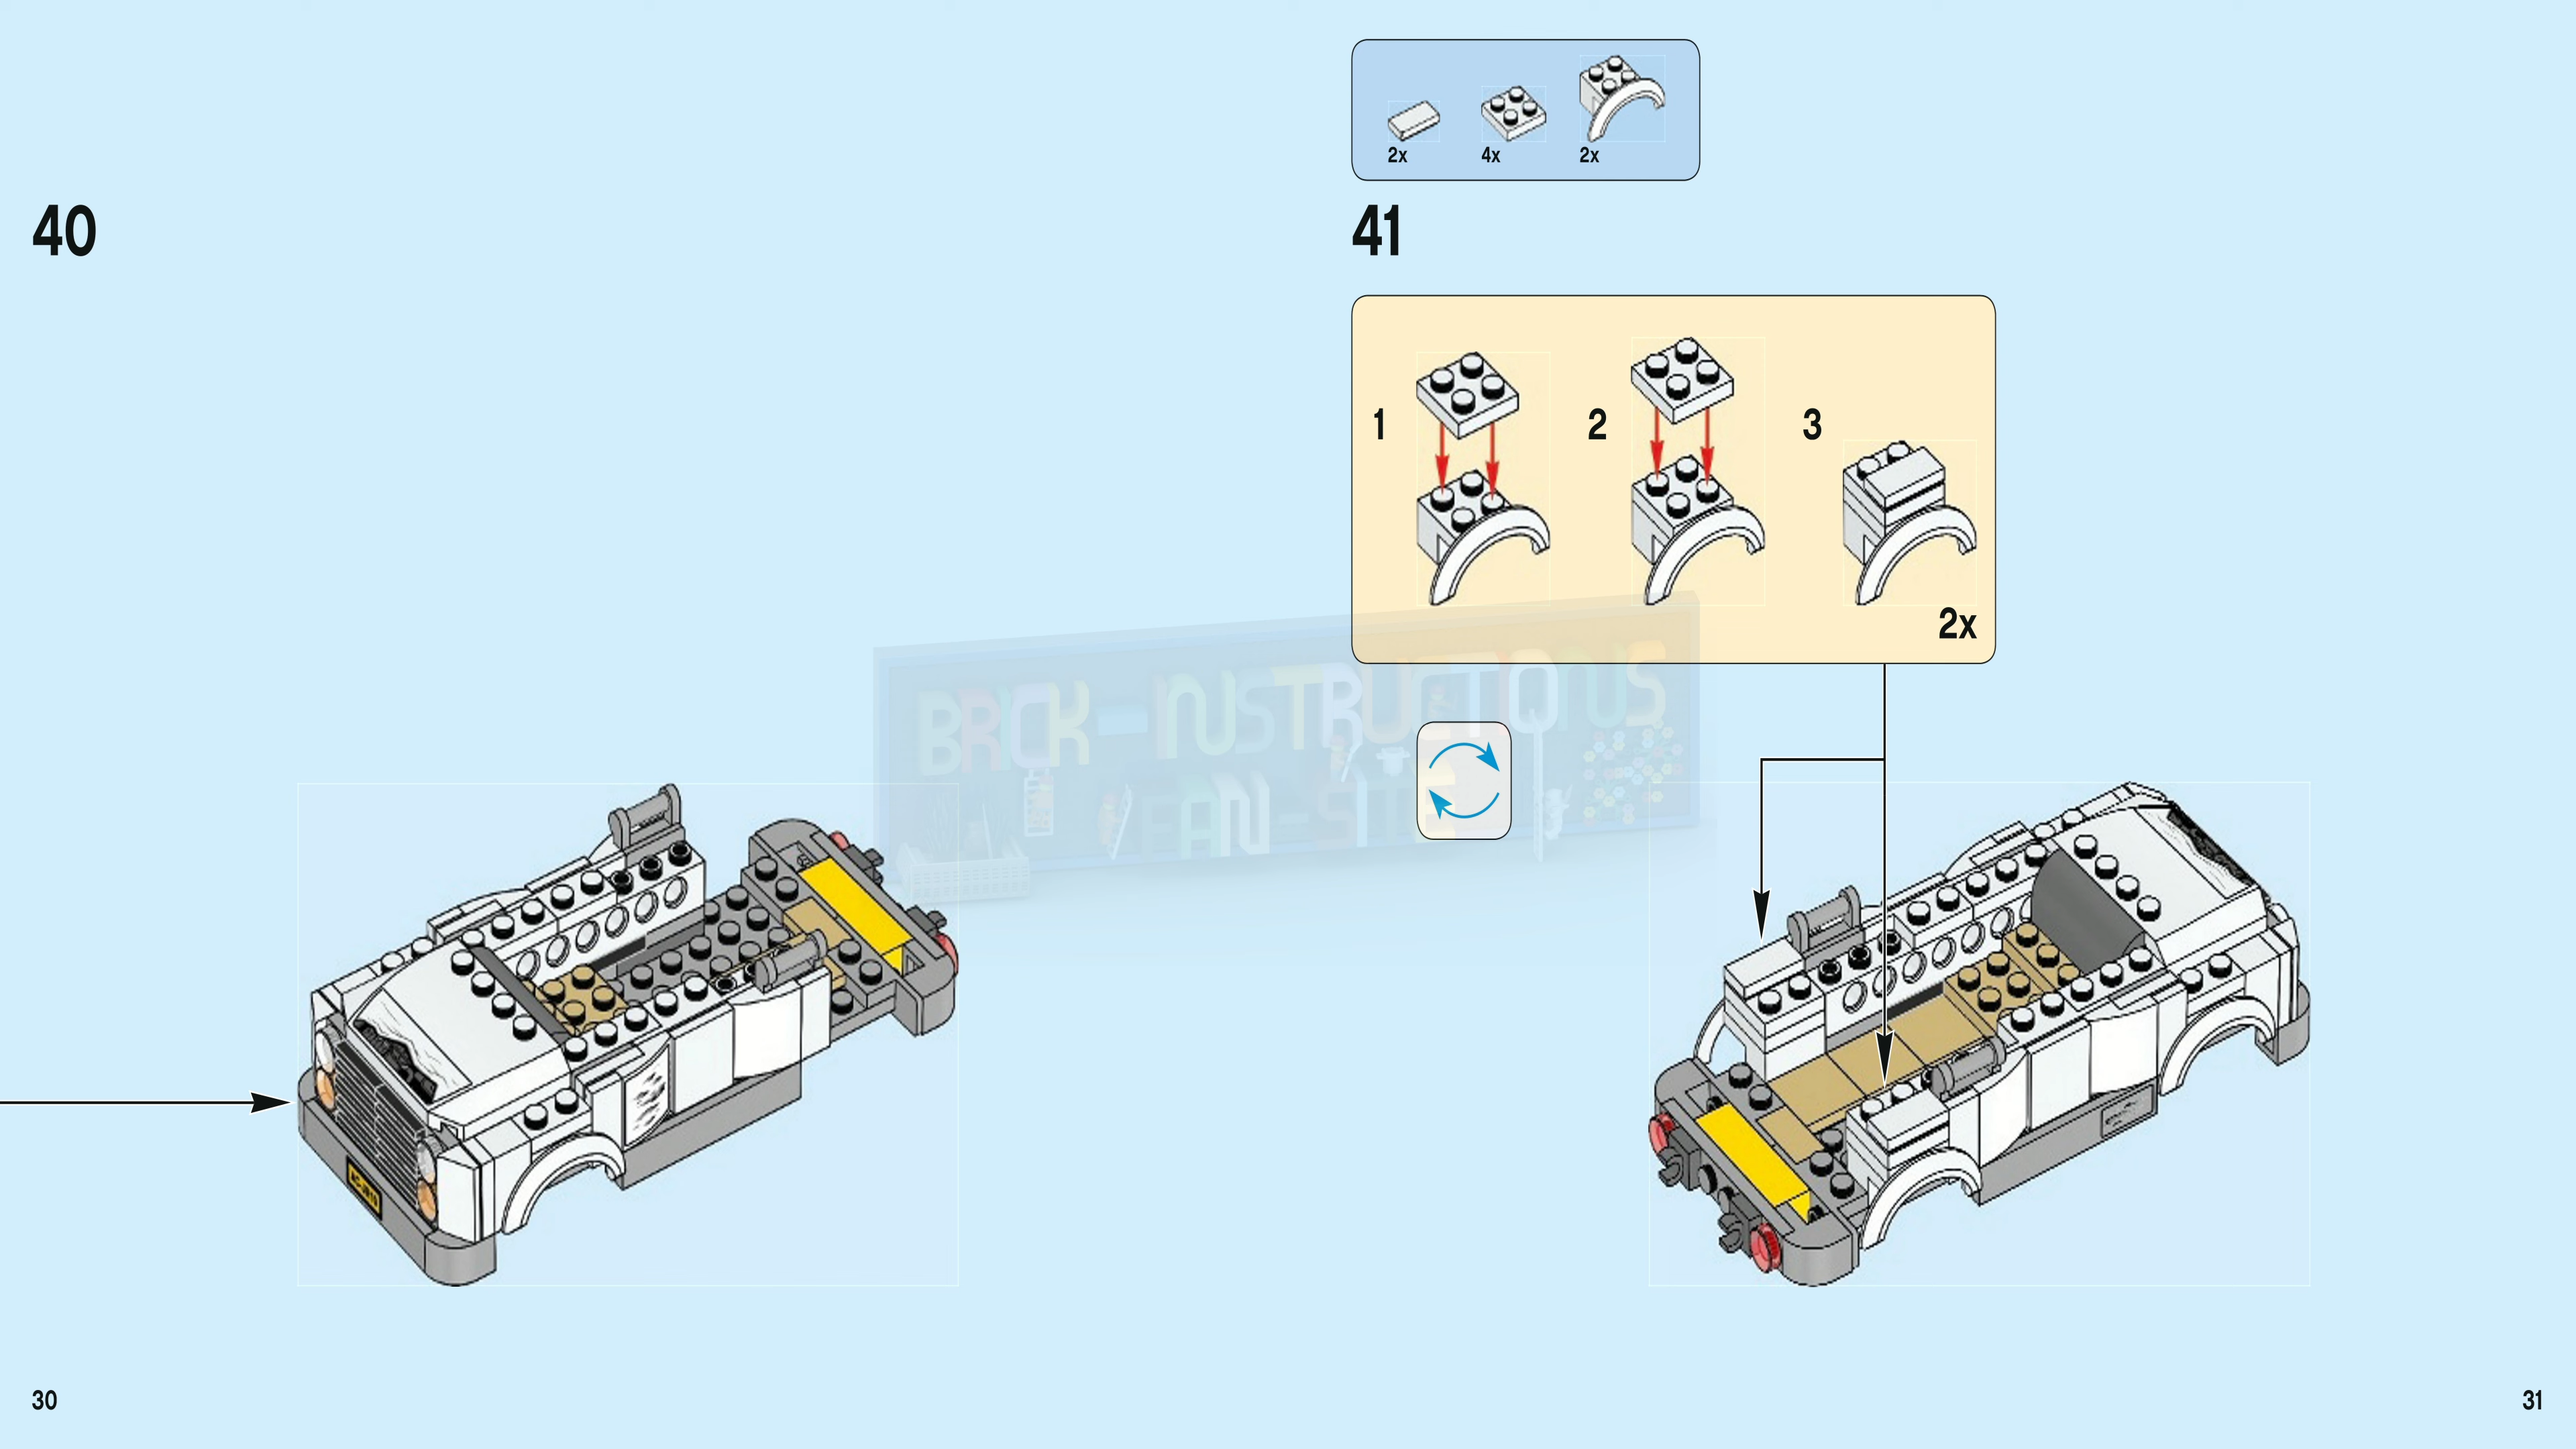 40
2x 4x 2x
41
1 2 3
2x
BRICK-INSTRUCTIONS
FAN-SITE
30
31